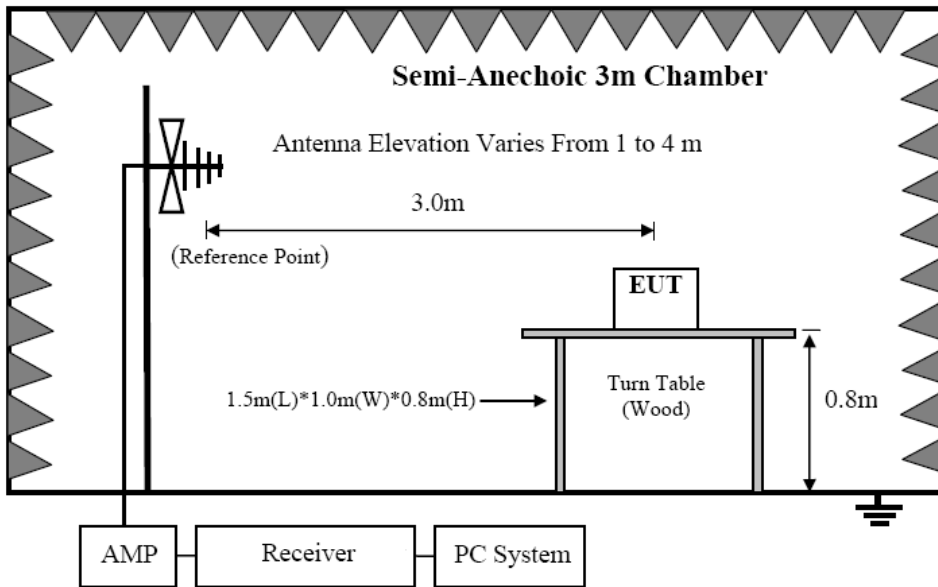 Semi-Anechoic 3m Chamber
Antenna Elevation Varies From 1 to 4 m
3.0m
(Reference Point)
EUT
1.5m(L)*1.0m(W)*0.8m(H)
Turn Table
(Wood)
0.8m
AMP
Receiver
PC System